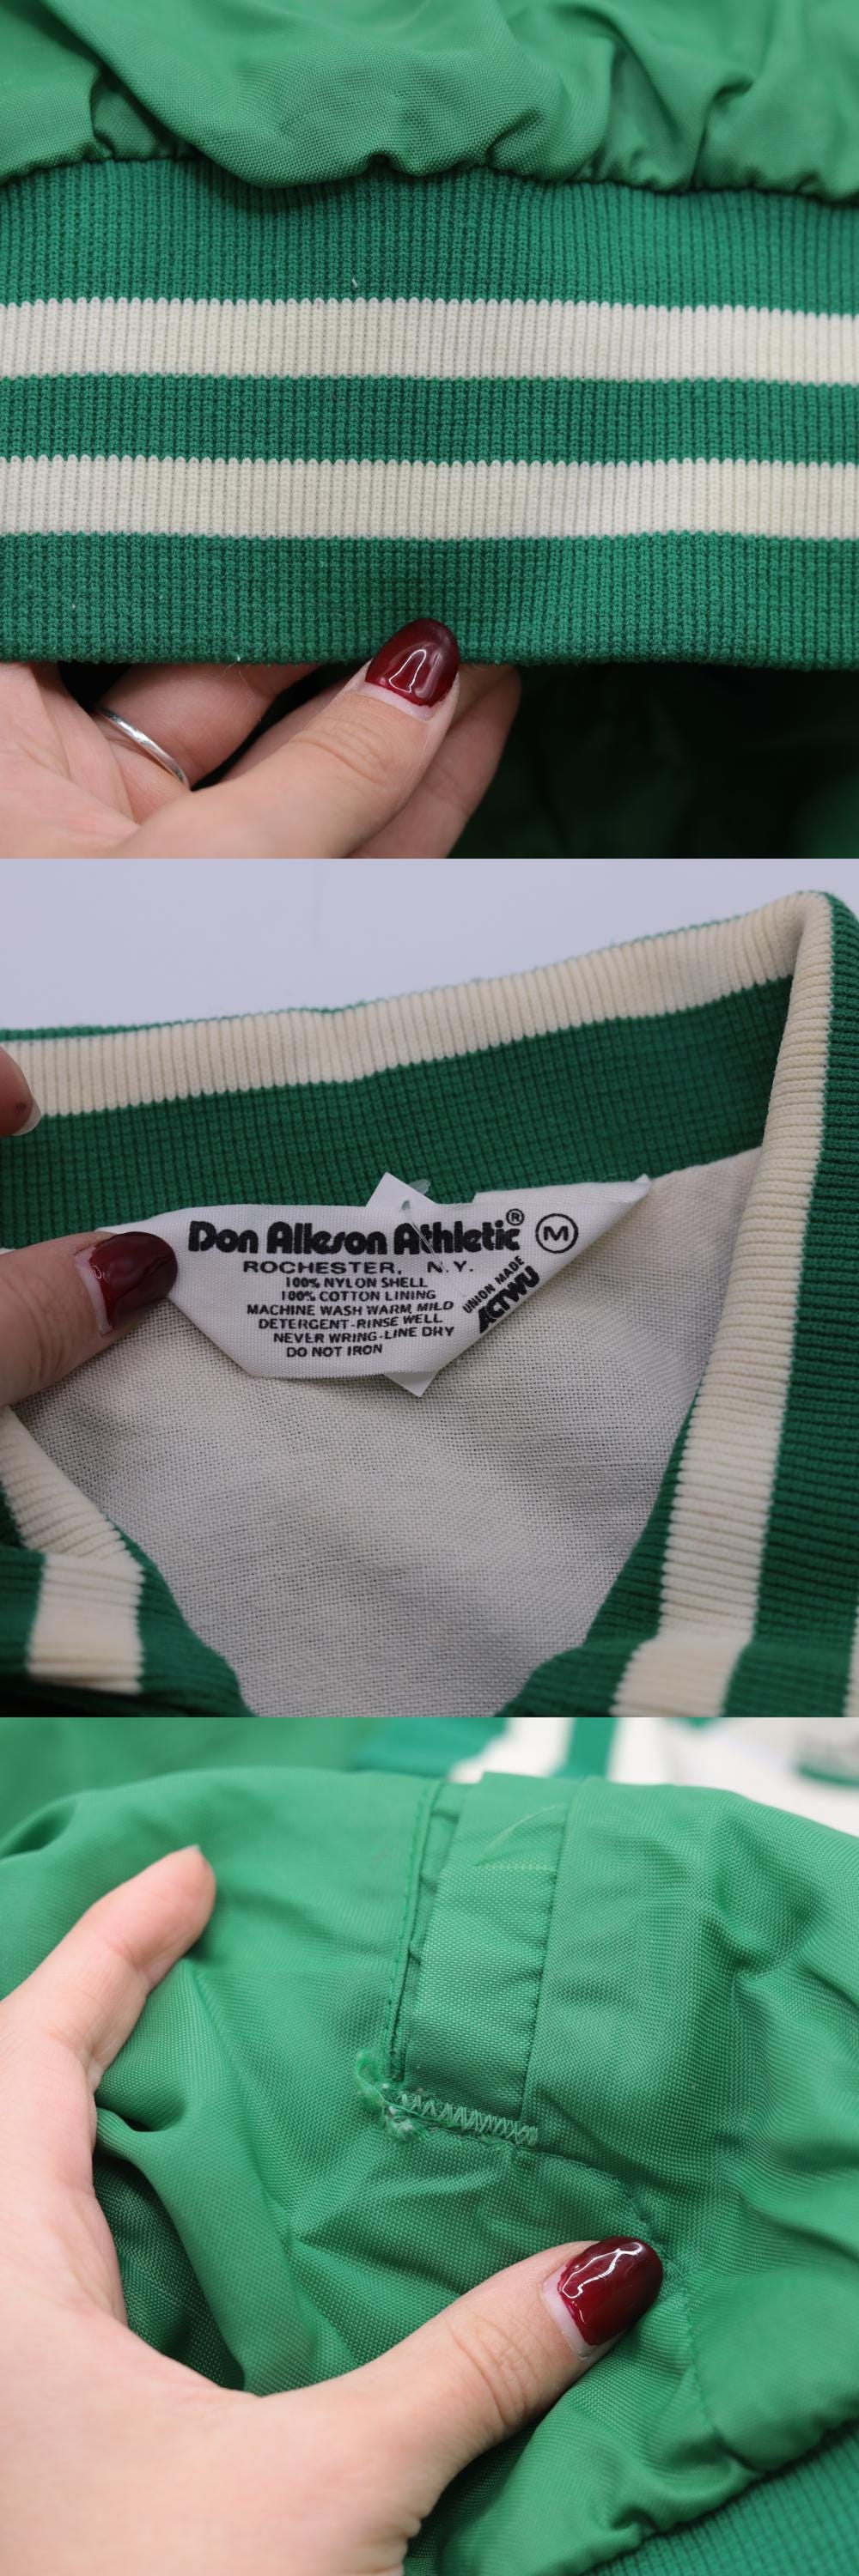 Don Alleson Athletic® M
ROCHESTER, N.Y.
100% NYLON SHELL
100% COTTON LINING
MACHINE WASH WARM, MILD
DETERGENT-RINSE WELL
NEVER WRING-LINE DRY
DO NOT IRON
UNION MADE
ACTWU